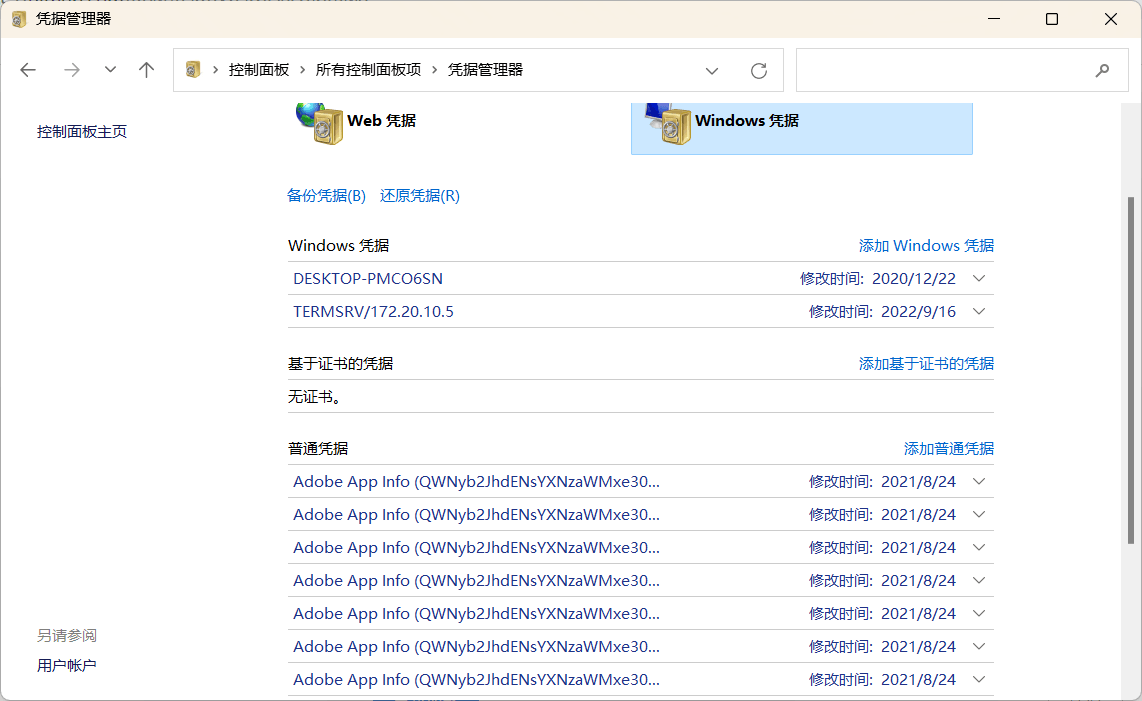 凭据管理器
控制面板 › 所有控制面板项 › 凭据管理器
控制面板主页
Web 凭据
Windows 凭据
备份凭据(B) 还原凭据(R)
Windows 凭据 添加 Windows 凭据
DESKTOP-PMCO6SN 修改时间: 2020/12/22
TERMSRV/172.20.10.5 修改时间: 2022/9/16
基于证书的凭据 添加基于证书的凭据
无证书。
普通凭据 添加普通凭据
Adobe App Info (QWNyb2JhdENsYXNzaWMxe30... 修改时间: 2021/8/24
Adobe App Info (QWNyb2JhdENsYXNzaWMxe30... 修改时间: 2021/8/24
Adobe App Info (QWNyb2JhdENsYXNzaWMxe30... 修改时间: 2021/8/24
Adobe App Info (QWNyb2JhdENsYXNzaWMxe30... 修改时间: 2021/8/24
Adobe App Info (QWNyb2JhdENsYXNzaWMxe30... 修改时间: 2021/8/24
Adobe App Info (QWNyb2JhdENsYXNzaWMxe30... 修改时间: 2021/8/24
Adobe App Info (QWNyb2JhdENsYXNzaWMxe30... 修改时间: 2021/8/24
另请参阅
用户帐户